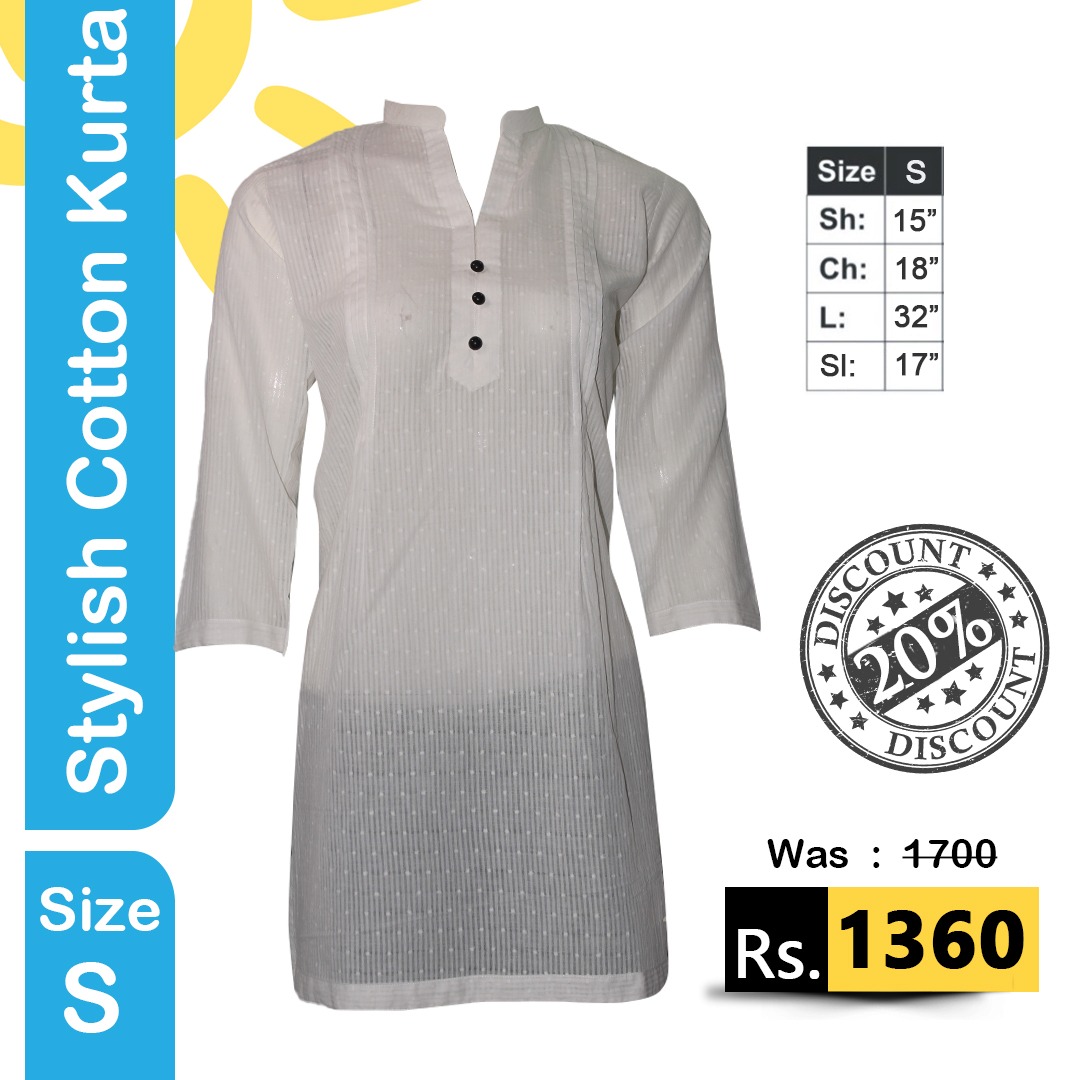 Stylish Cotton Kurta
Size
S
Size S
Sh: 15”
Ch: 18”
L: 32”
Sl: 17”
DISCOUNT
20%
DISCOUNT
Was : 1700
Rs. 1360